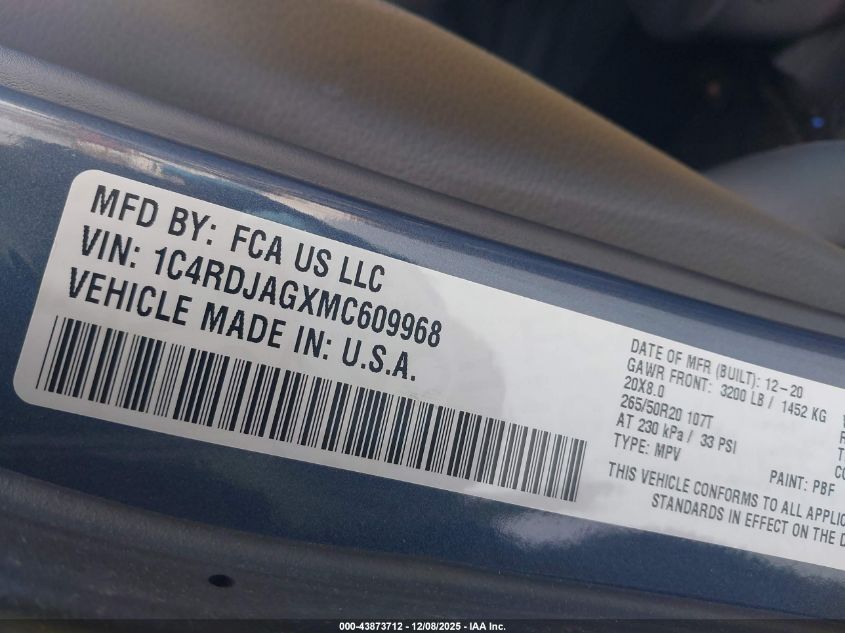 MFD BY: FCA US LLC
VIN: 1C4RDJAGXMC609968
VEHICLE MADE IN: U.S.A.
DATE OF MFR (BUILT): 12-20
GAWR FRONT: 3200 LB / 1452 KG
20X8.0
265/50R20 107T
AT 230 kPa / 33 PSI
TYPE: MPV
PAINT: PBF
THIS VEHICLE CONFORMS TO ALL
STANDARDS IN EFFECT ON THE
000-43873712 - 12/08/2025 - IAA Inc.